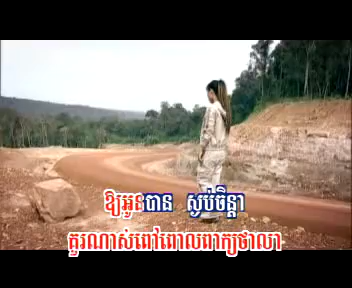 ឱ្យអូនបាន ស្ងប់ចិន្តា
គួរណាស់ពៅពោលពាក្យថាលា